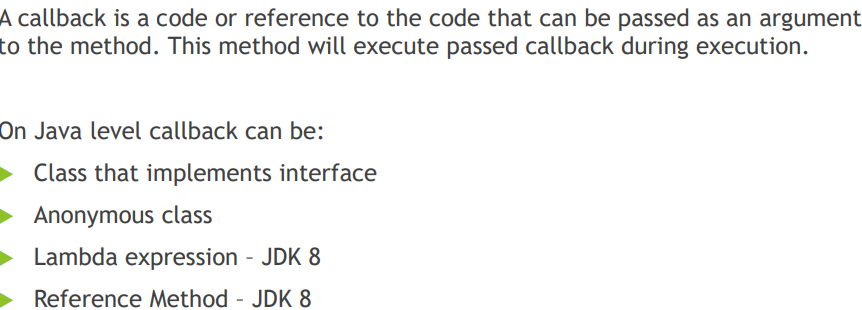 A callback is a code or reference to the code that can be passed as an argument
to the method. This method will execute passed callback during execution.
On Java level callback can be:
Class that implements interface
Anonymous class
Lambda expression – JDK 8
Reference Method – JDK 8